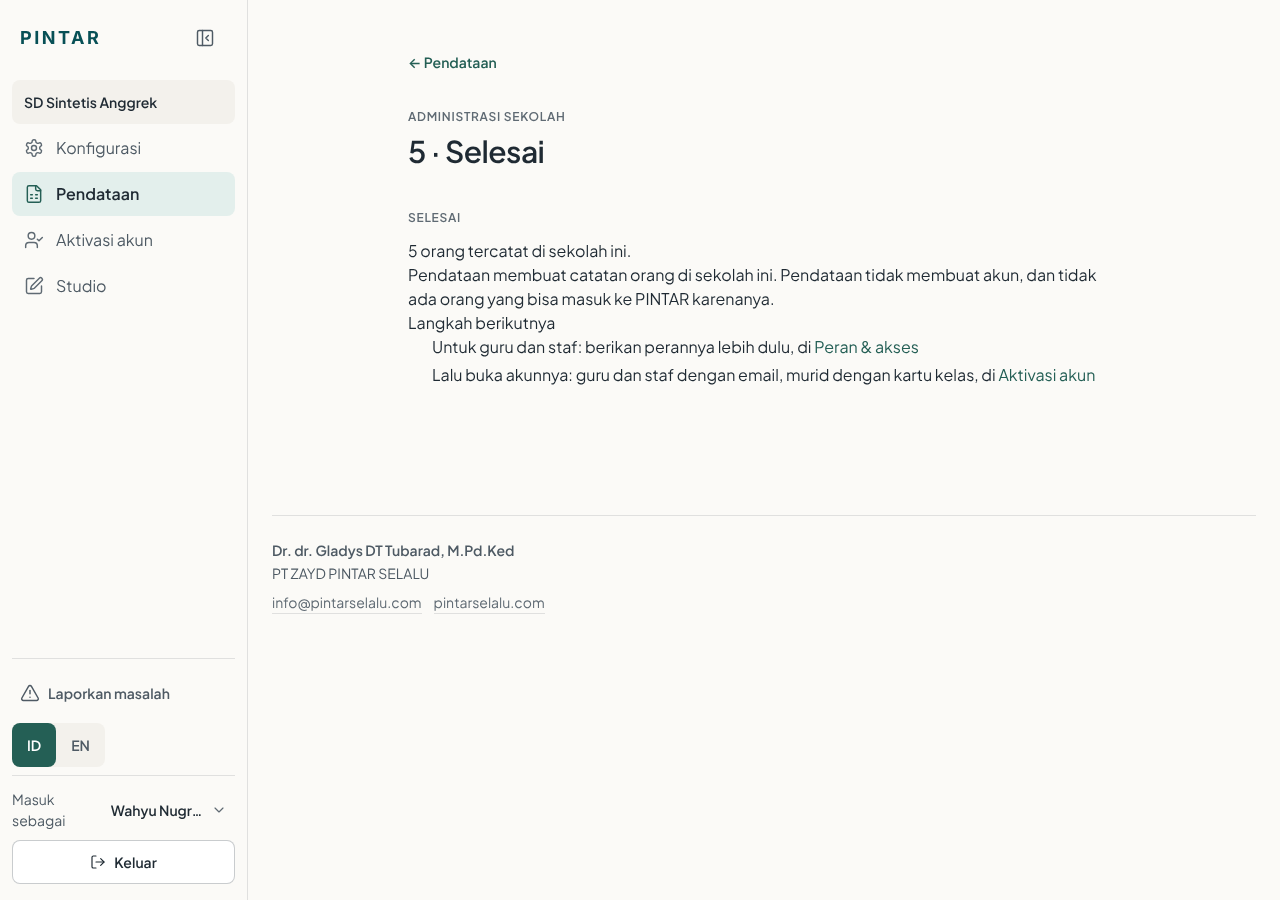 PINTAR
SD Sintetis Anggrek
Konfigurasi
Pendataan
Aktivasi akun
Studio
Laporkan masalah
ID EN
Masuk sebagai
Wahyu Nugr...
Keluar
← Pendataan
ADMINISTRASI SEKOLAH
5 · Selesai
SELESAI
5 orang tercatat di sekolah ini.
Pendataan membuat catatan orang di sekolah ini. Pendataan tidak membuat akun, dan tidak
ada orang yang bisa masuk ke PINTAR karenanya.
Langkah berikutnya
Untuk guru dan staf: berikan perannya lebih dulu, di Peran & akses
Lalu buka akunnya: guru dan staf dengan email, murid dengan kartu kelas, di Aktivasi akun
Dr. dr. Gladys DT Tubarad, M.Pd.Ked
PT ZAYD PINTAR SELALU
info@pintarselalu.com pintarselalu.com